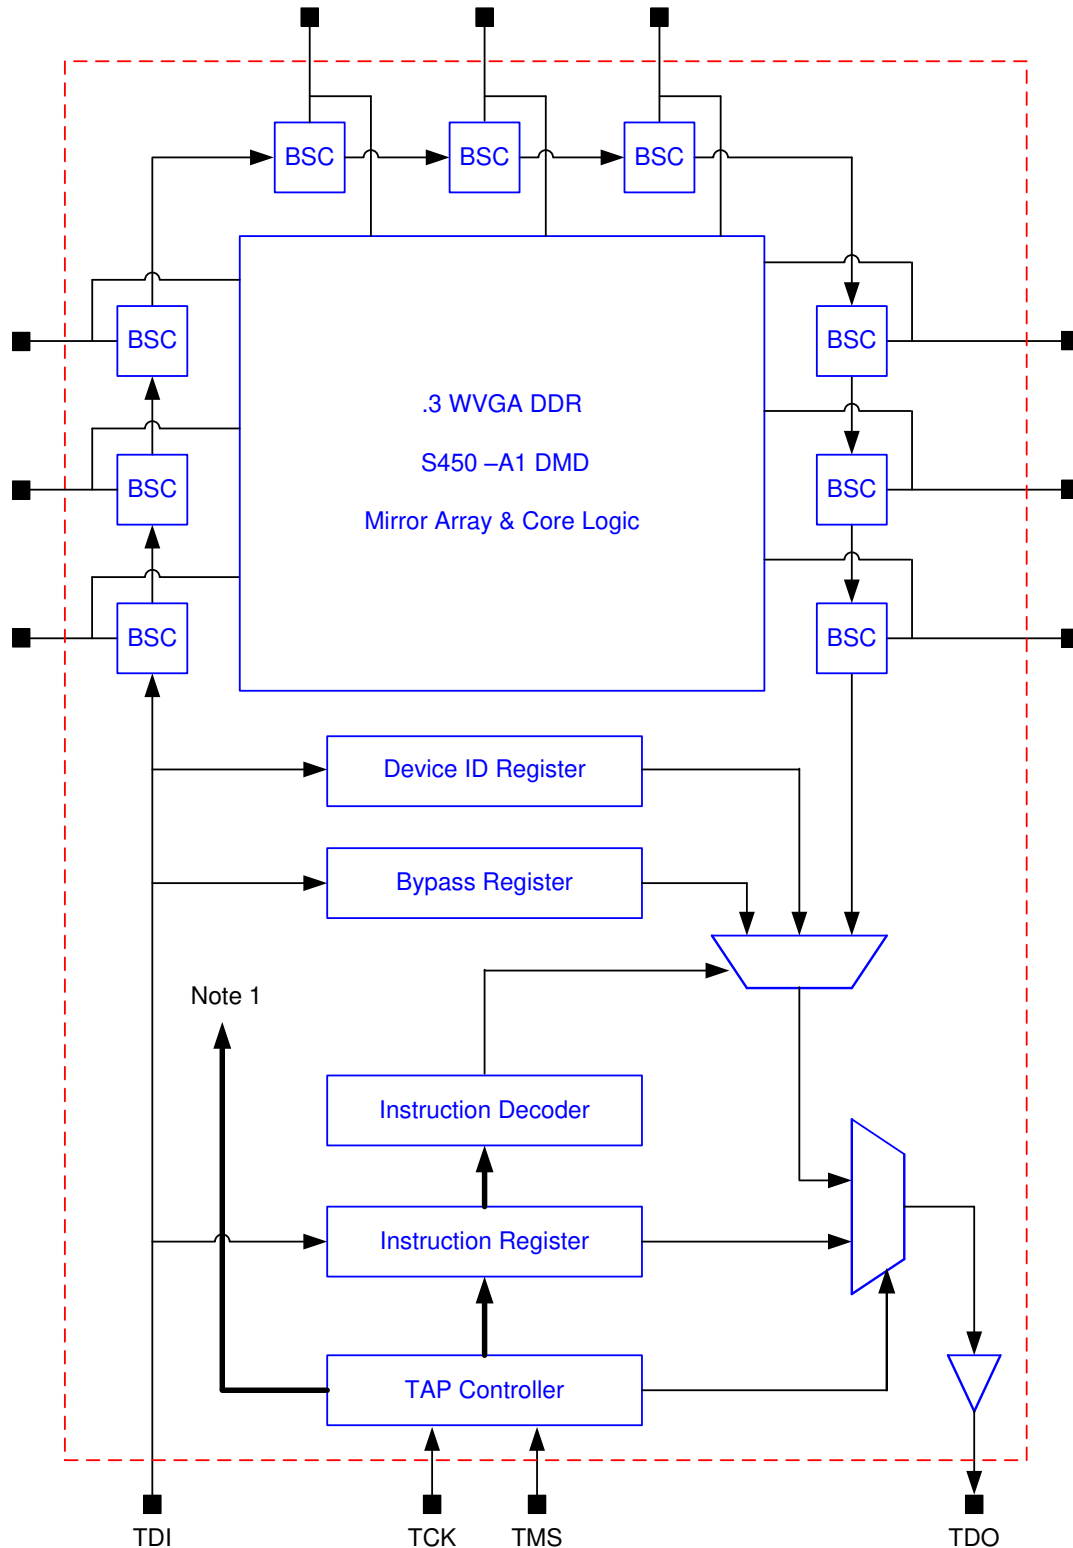 BSC
BSC
BSC
BSC
BSC
.3 WVGA DDR
S450 –A1 DMD
Mirror Array & Core Logic
BSC
BSC
BSC
BSC
Device ID Register
Bypass Register
Note 1
Instruction Decoder
Instruction Register
TAP Controller
TDI
TCK
TMS
TDO